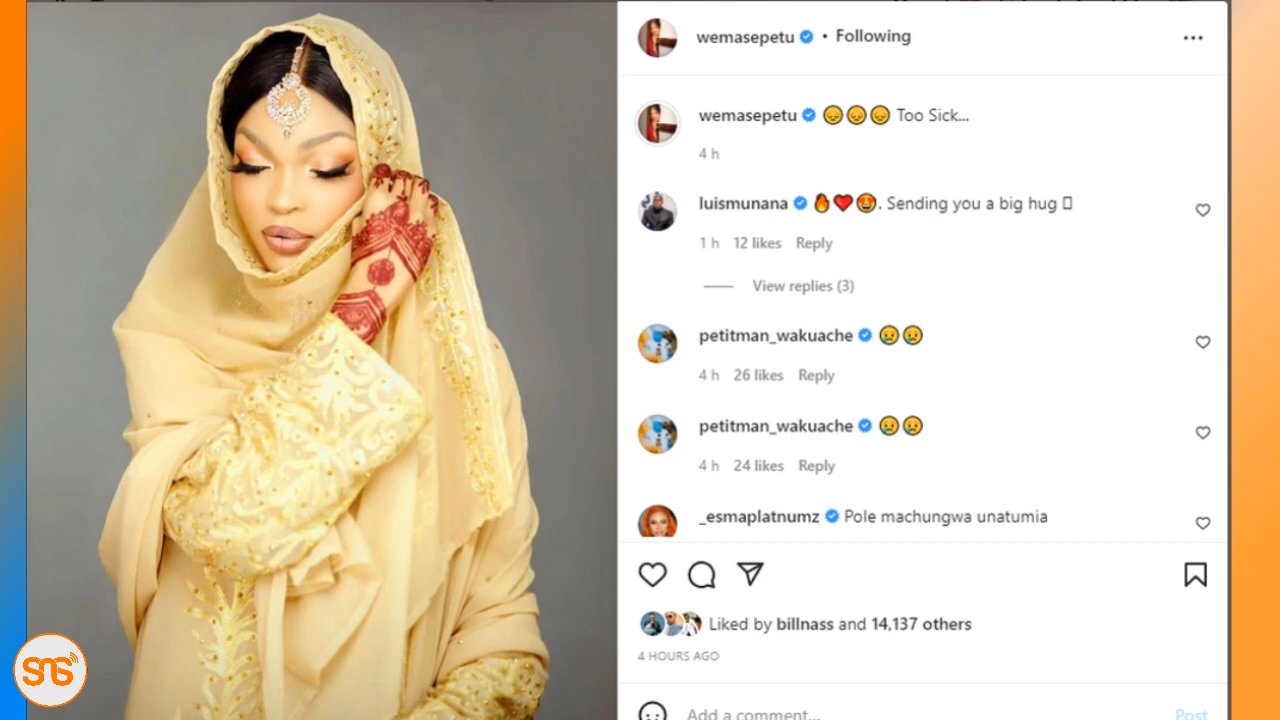 wemasepetu • Following
wemasepetu 😞😞😞 Too Sick...
4 h
luismunana 🔥❤️🤩. Sending you a big hug ▯
1 h 12 likes Reply
View replies (3)
petitman_wakuache 😢😢
4 h 26 likes Reply
petitman_wakuache 😢😢
4 h 24 likes Reply
_esmaplatnumz Pole machungwa unatumia
Liked by billnass and 14,137 others
4 HOURS AGO
Add a comment...
Post
SNS